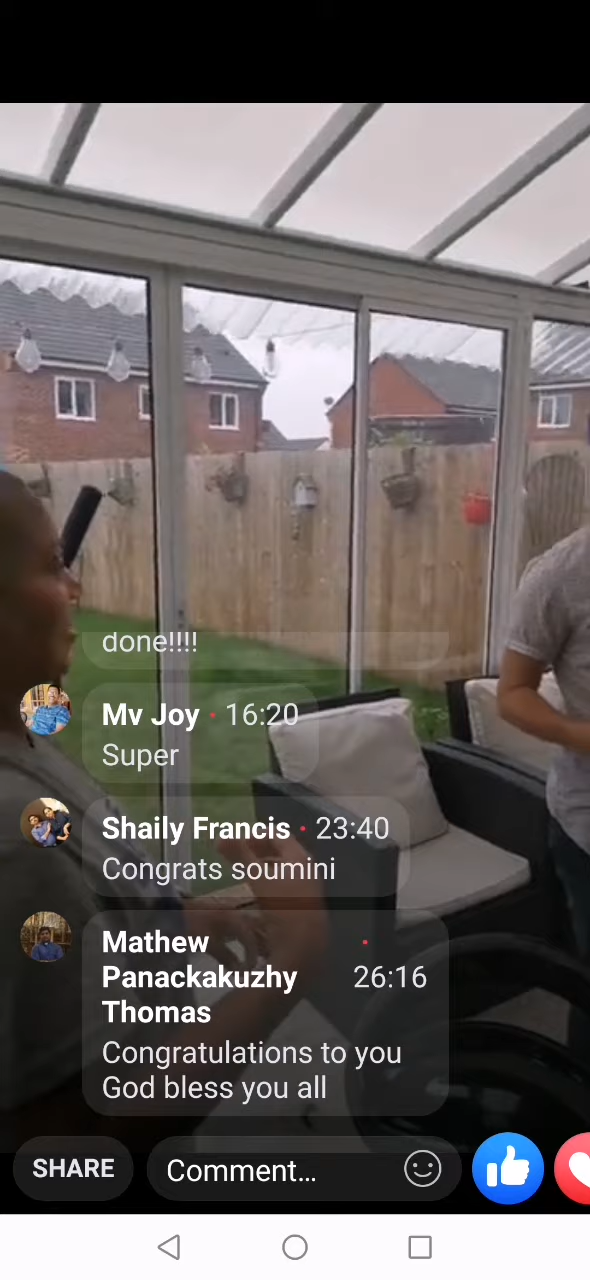 done!!!!
Mv Joy · 16:20
Super
Shaily Francis · 23:40
Congrats soumini
Mathew ·
Panackakuzhy 26:16
Thomas
Congratulations to you
God bless you all
SHARE Comment...